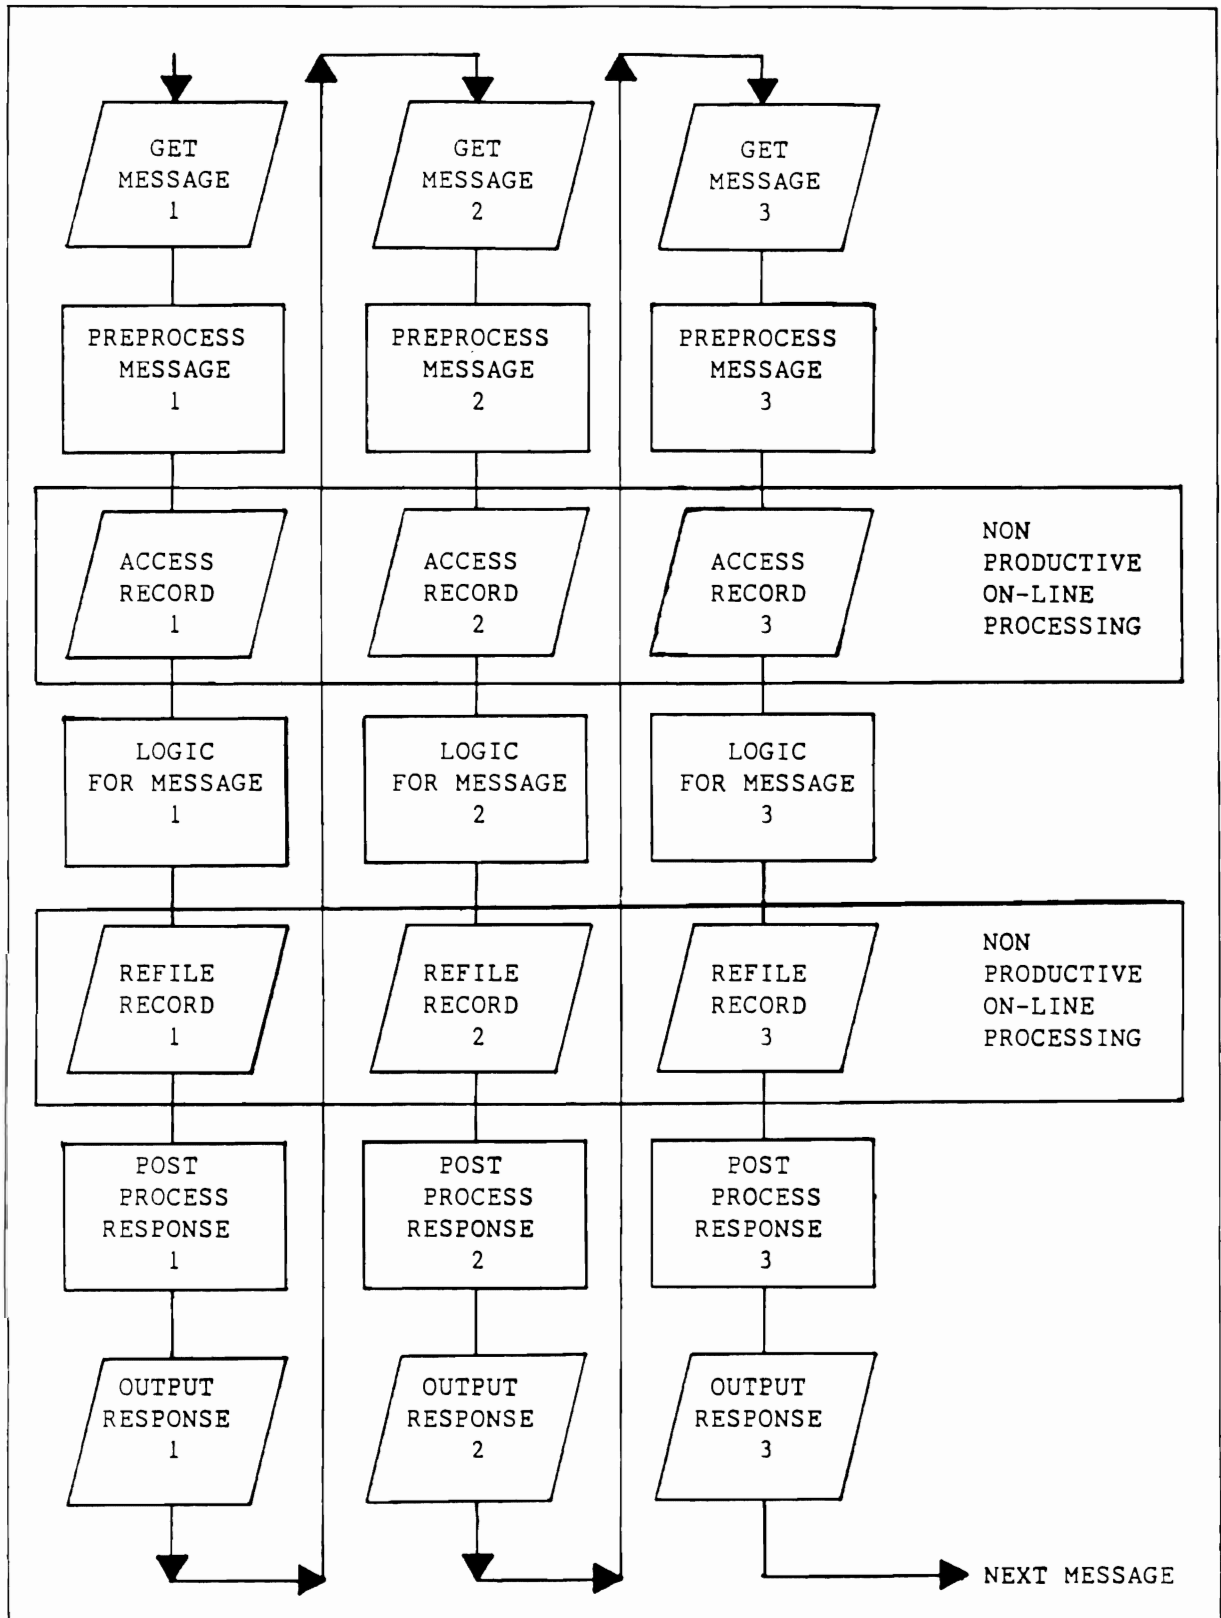 GET
MESSAGE
1
PREPROCESS
MESSAGE
1
ACCESS
RECORD
1
LOGIC
FOR MESSAGE
1
REFILE
RECORD
1
POST
PROCESS
RESPONSE
1
OUTPUT
RESPONSE
1
GET
MESSAGE
2
PREPROCESS
MESSAGE
2
ACCESS
RECORD
2
LOGIC
FOR MESSAGE
2
REFILE
RECORD
2
POST
PROCESS
RESPONSE
2
OUTPUT
RESPONSE
2
GET
MESSAGE
3
PREPROCESS
MESSAGE
3
ACCESS
RECORD
3
LOGIC
FOR MESSAGE
3
REFILE
RECORD
3
POST
PROCESS
RESPONSE
3
OUTPUT
RESPONSE
3
NON
PRODUCTIVE
ON-LINE
PROCESSING
NON
PRODUCTIVE
ON-LINE
PROCESSING
NEXT MESSAGE